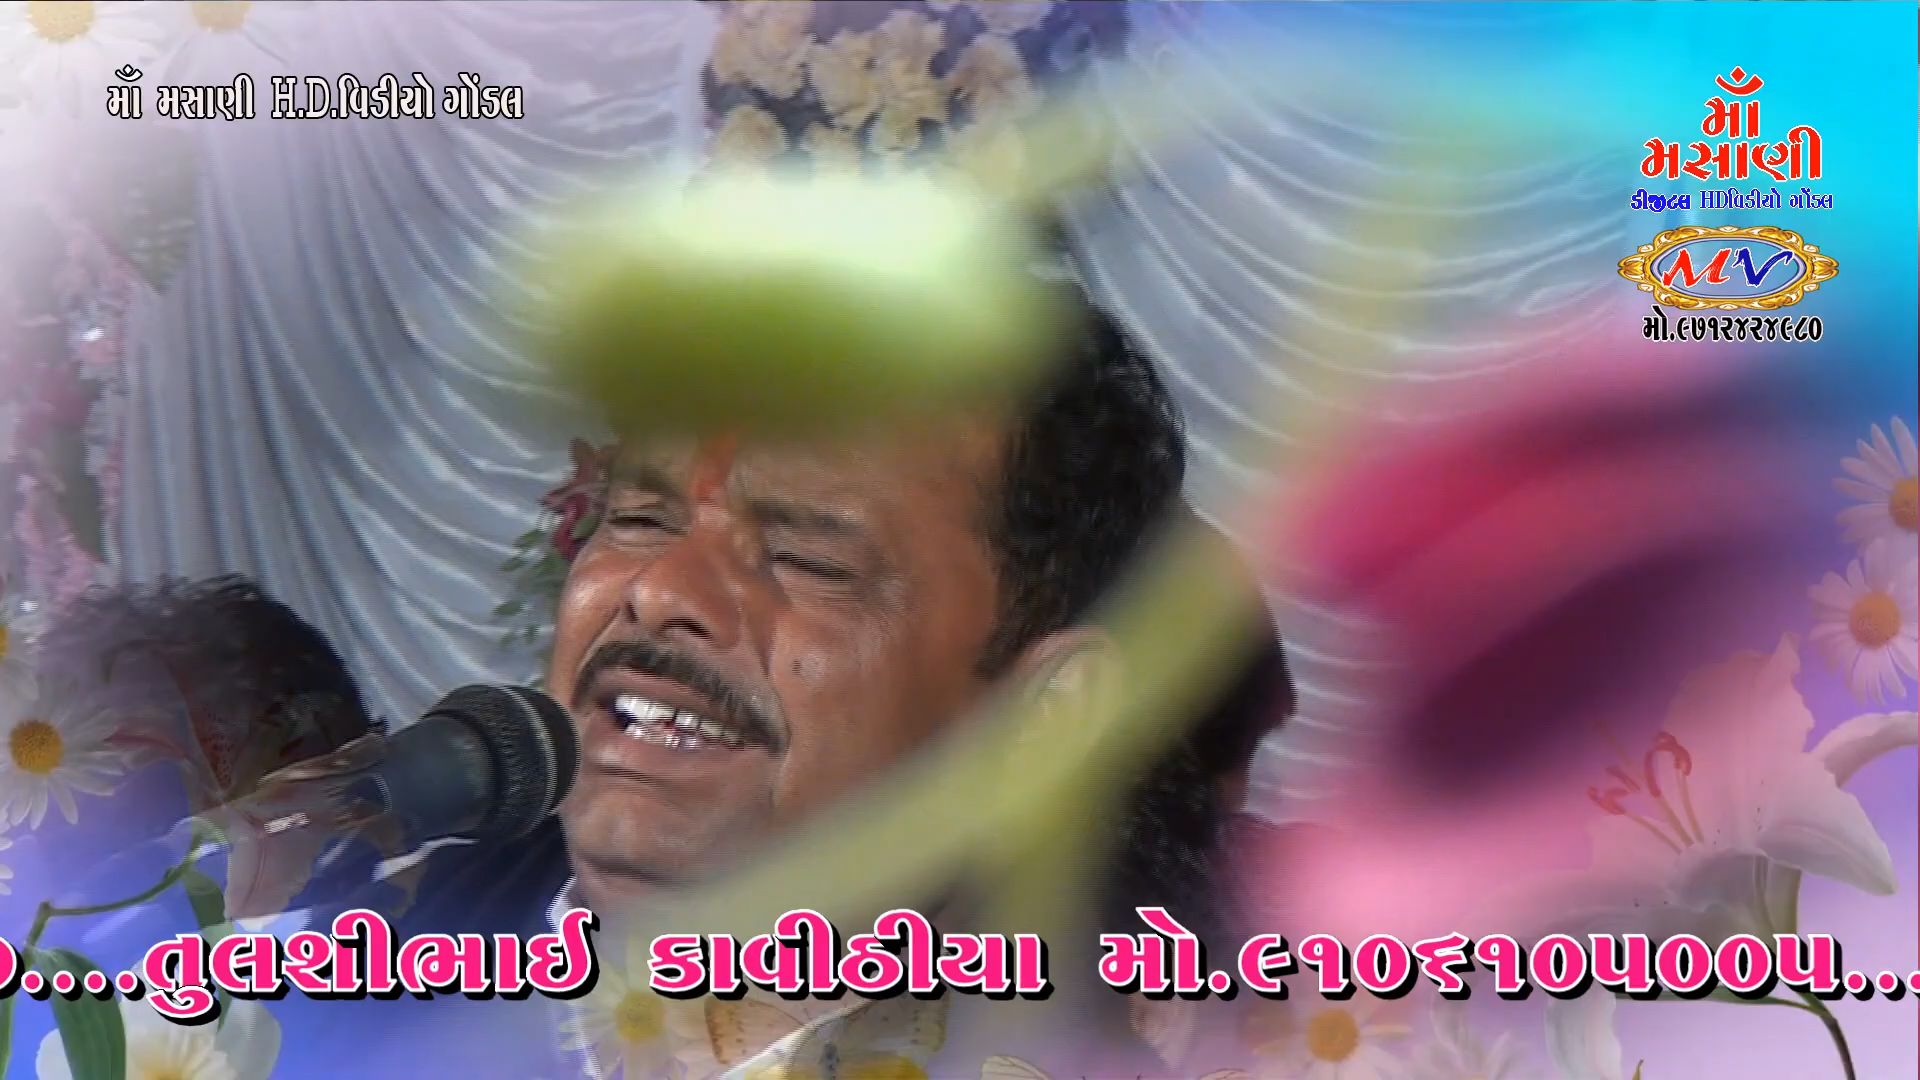 માઁ મસાણી H.D.વિડીયો ગોંડલ
માઁ
મસાણી
ડીજીટલ HDવિડીયો ગોંડલ
MV
મો.૯૭૧૨૪૨૪૯૮૦
....તુલશીભાઈ કાવીઠીયા મો.૯૧૦૬૧૦૫૦૦૫...